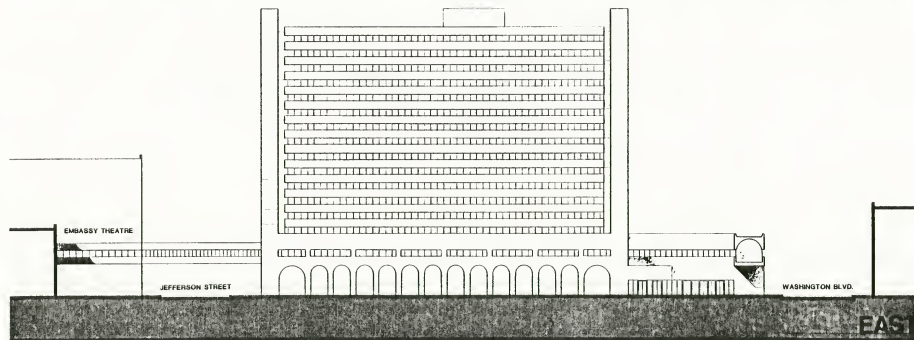 EMBASSY THEATRE
JEFFERSON STREET
WASHINGTON BLVD.
EAST